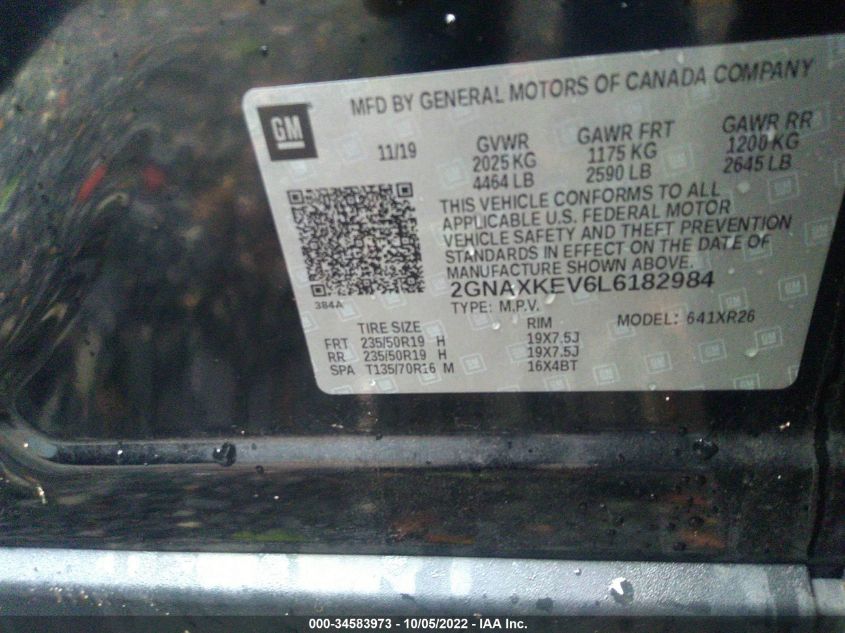 MFD BY GENERAL MOTORS OF CANADA COMPANY
GM
11/19
GVWR
2025 KG
4464 LB
GAWR FRT
1175 KG
2590 LB
GAWR RR
1200 KG
2645 LB
THIS VEHICLE CONFORMS TO ALL
APPLICABLE U.S. FEDERAL MOTOR
VEHICLE SAFETY AND THEFT PREVENTION
STANDARDS IN EFFECT ON THE DATE OF
MANUFACTURE SHOWN ABOVE.
2GNAXKEV6L6182984
384A
TYPE: M.P.V.
MODEL: 641XR26
TIRE SIZE RIM
FRT 235/50R19 H 19X7.5J
RR 235/50R19 H 19X7.5J
SPA T135/70R16 M 16X4BT
000-34583973 - 10/05/2022 - IAA Inc.